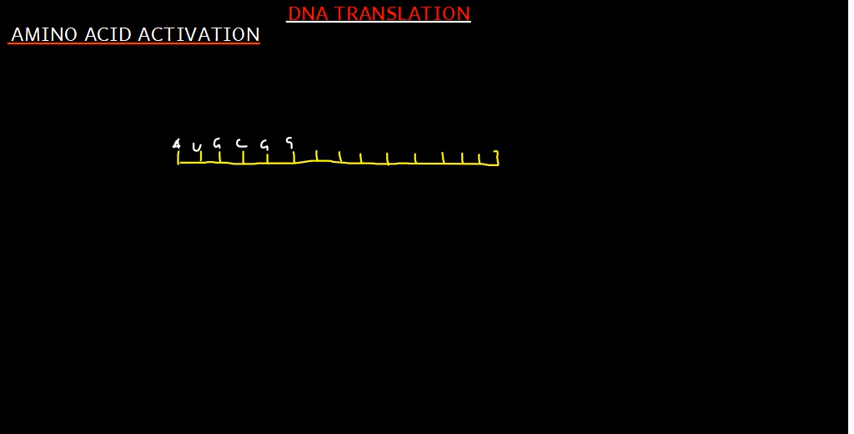 DNA TRANSLATION
AMINO ACID ACTIVATION
A U G C G G